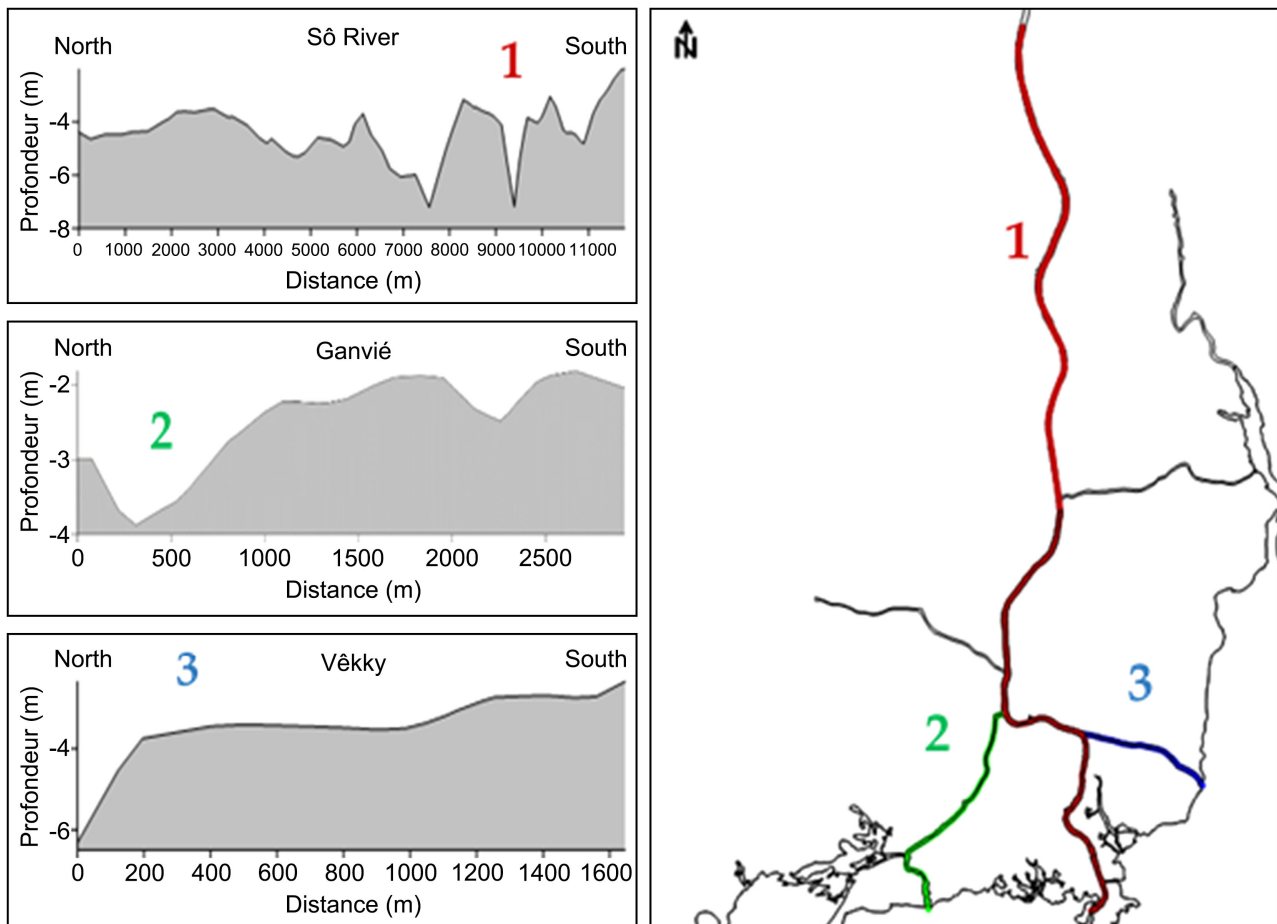 North Sô River 1 South
Profondeur (m)
-4
-6
-8
0 1000 2000 3000 4000 5000 6000 7000 8000 9000 10000 11000
Distance (m)
North Ganvié South
Profondeur (m)
-2
2
-3
-4
0 500 1000 1500 2000 2500
Distance (m)
North 3 Vêkky South
Profondeur (m)
-4
-6
0 200 400 600 800 1000 1200 1400 1600
Distance (m)
N
1
3
2